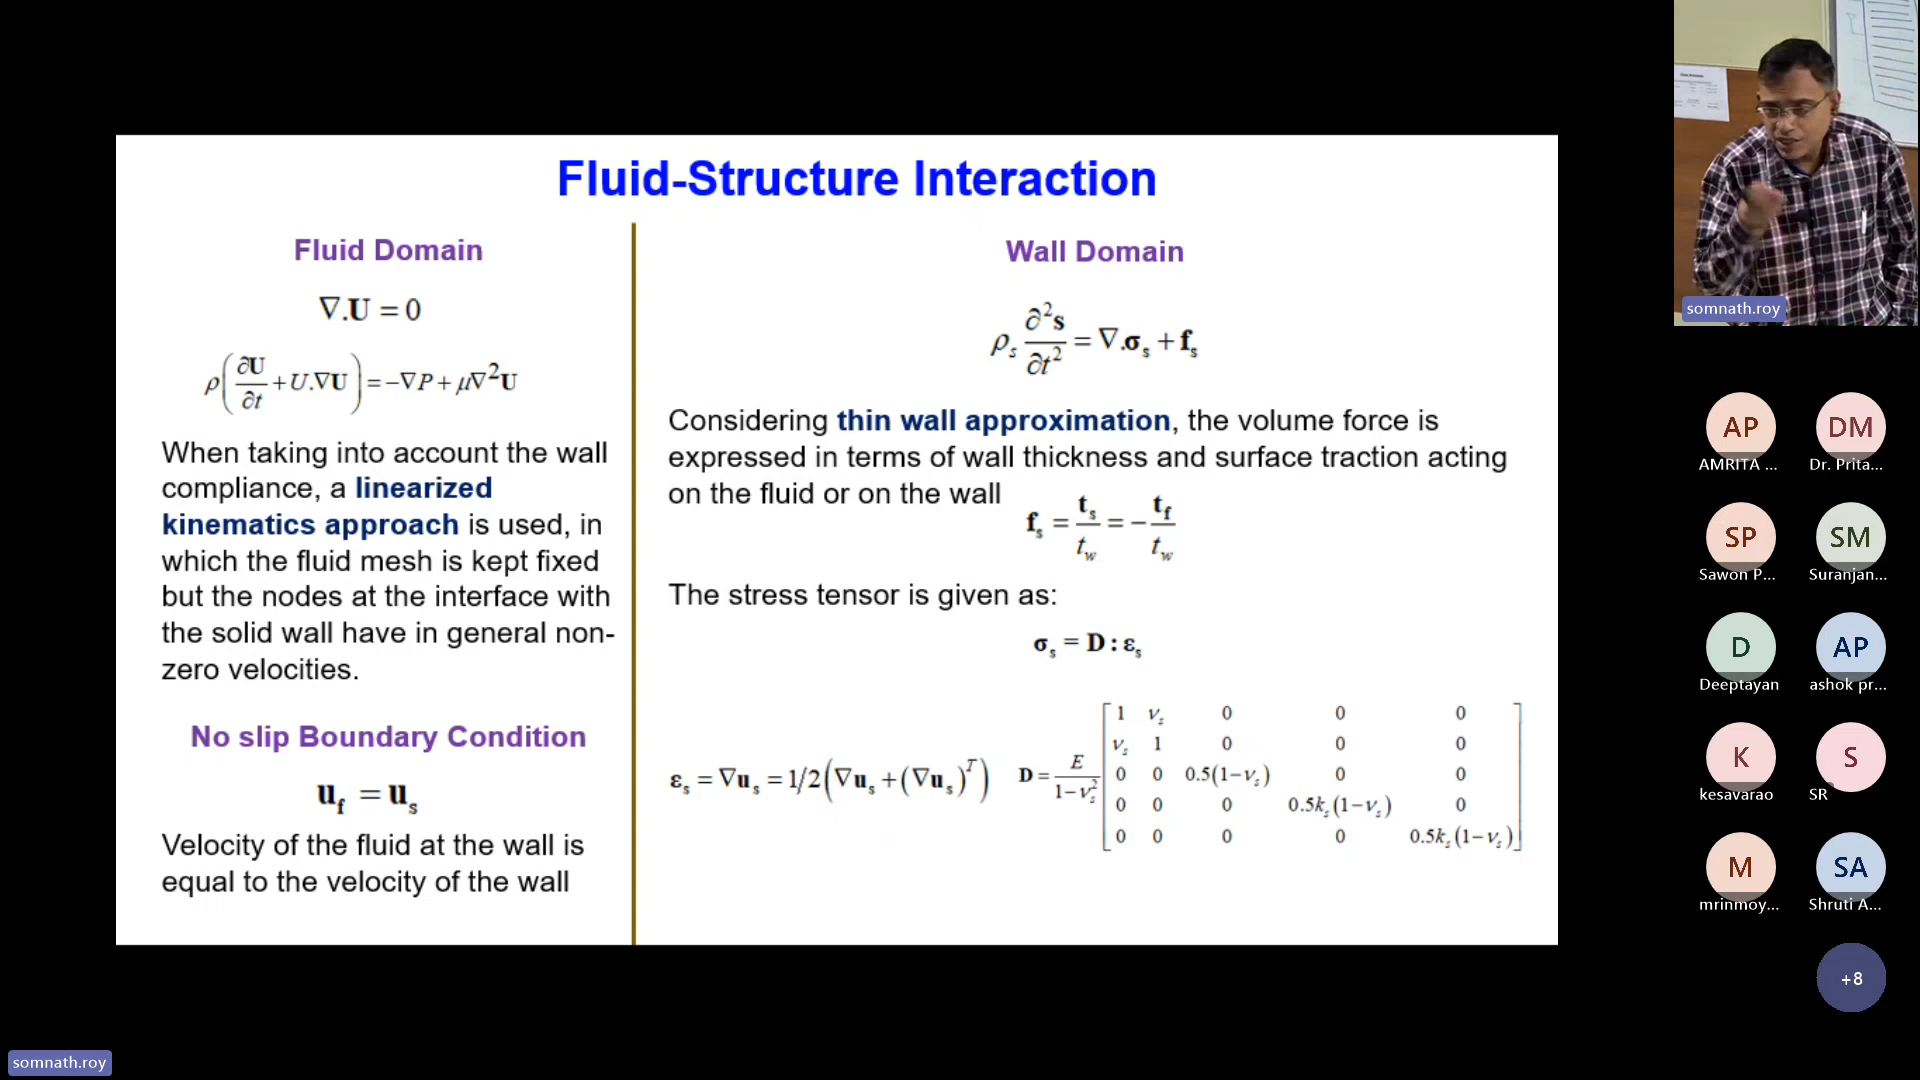 Fluid-Structure Interaction
Fluid Domain
∇.U = 0
ρ(∂U/∂t + U.∇U) = −∇P + μ∇²U
When taking into account the wall
compliance, a linearized
kinematics approach is used, in
which the fluid mesh is kept fixed
but the nodes at the interface with
the solid wall have in general non-
zero velocities.
No slip Boundary Condition
u_f = u_s
Velocity of the fluid at the wall is
equal to the velocity of the wall
Wall Domain
ρ_s ∂²s/∂t² = ∇.σ_s + f_s
Considering thin wall approximation, the volume force is
expressed in terms of wall thickness and surface traction acting
on the fluid or on the wall
f_s = t_s/t_w = −t_f/t_w
The stress tensor is given as:
σ_s = D : ε_s
ε_s = ∇u_s = 1/2(∇u_s + (∇u_s)^T)
D = E/(1−ν_s²)
1 ν_s 0 0 0
ν_s 1 0 0 0
0 0 0.5(1−ν_s) 0 0
0 0 0 0.5k_s(1−ν_s) 0
0 0 0 0 0.5k_s(1−ν_s)
somnath.roy
AP
AMRITA ...
DM
Dr. Prita...
SP
Sawon P...
SM
Suranjan...
D
Deeptayan
AP
ashok pr...
K
kesavarao
S
SR
M
mrinmoy...
SA
Shruti A...
+8
somnath.roy